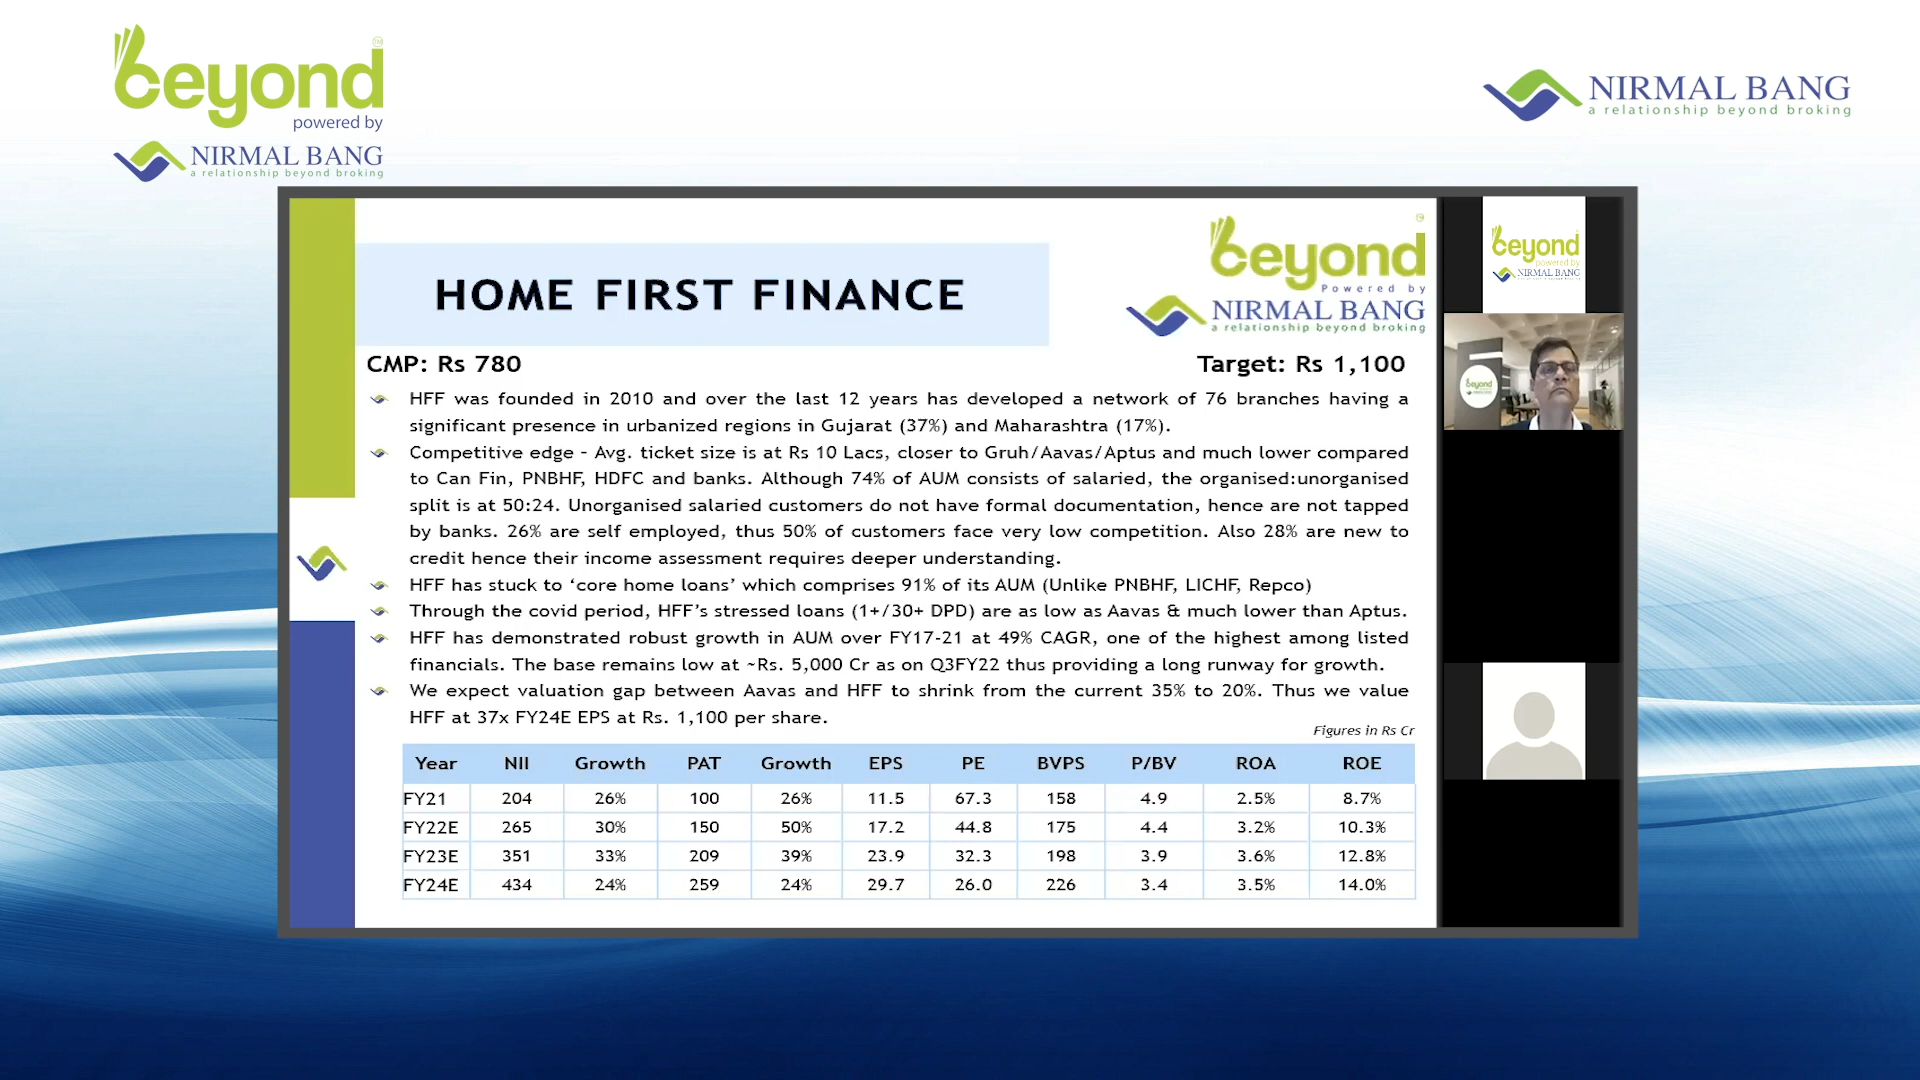 beyond
TM
powered by
NIRMAL BANG
a relationship beyond broking
NIRMAL BANG
a relationship beyond broking
HOME FIRST FINANCE
beyond
Powered by
NIRMAL BANG
a relationship beyond broking
CMP: Rs 780 Target: Rs 1,100
HFF was founded in 2010 and over the last 12 years has developed a network of 76 branches having a
significant presence in urbanized regions in Gujarat (37%) and Maharashtra (17%).
Competitive edge - Avg. ticket size is at Rs 10 Lacs, closer to Gruh/Aavas/Aptus and much lower compared
to Can Fin, PNBHF, HDFC and banks. Although 74% of AUM consists of salaried, the organised:unorganised
split is at 50:24. Unorganised salaried customers do not have formal documentation, hence are not tapped
by banks. 26% are self employed, thus 50% of customers face very low competition. Also 28% are new to
credit hence their income assessment requires deeper understanding.
HFF has stuck to ‘core home loans’ which comprises 91% of its AUM (Unlike PNBHF, LICHF, Repco)
Through the covid period, HFF’s stressed loans (1+/30+ DPD) are as low as Aavas & much lower than Aptus.
HFF has demonstrated robust growth in AUM over FY17-21 at 49% CAGR, one of the highest among listed
financials. The base remains low at ~Rs. 5,000 Cr as on Q3FY22 thus providing a long runway for growth.
We expect valuation gap between Aavas and HFF to shrink from the current 35% to 20%. Thus we value
HFF at 37x FY24E EPS at Rs. 1,100 per share.
Figures in Rs Cr
Year NII Growth PAT Growth EPS PE BVPS P/BV ROA ROE
FY21 204 26% 100 26% 11.5 67.3 158 4.9 2.5% 8.7%
FY22E 265 30% 150 50% 17.2 44.8 175 4.4 3.2% 10.3%
FY23E 351 33% 209 39% 23.9 32.3 198 3.9 3.6% 12.8%
FY24E 434 24% 259 24% 29.7 26.0 226 3.4 3.5% 14.0%
beyond
powered by
NIRMAL BANG
beyond